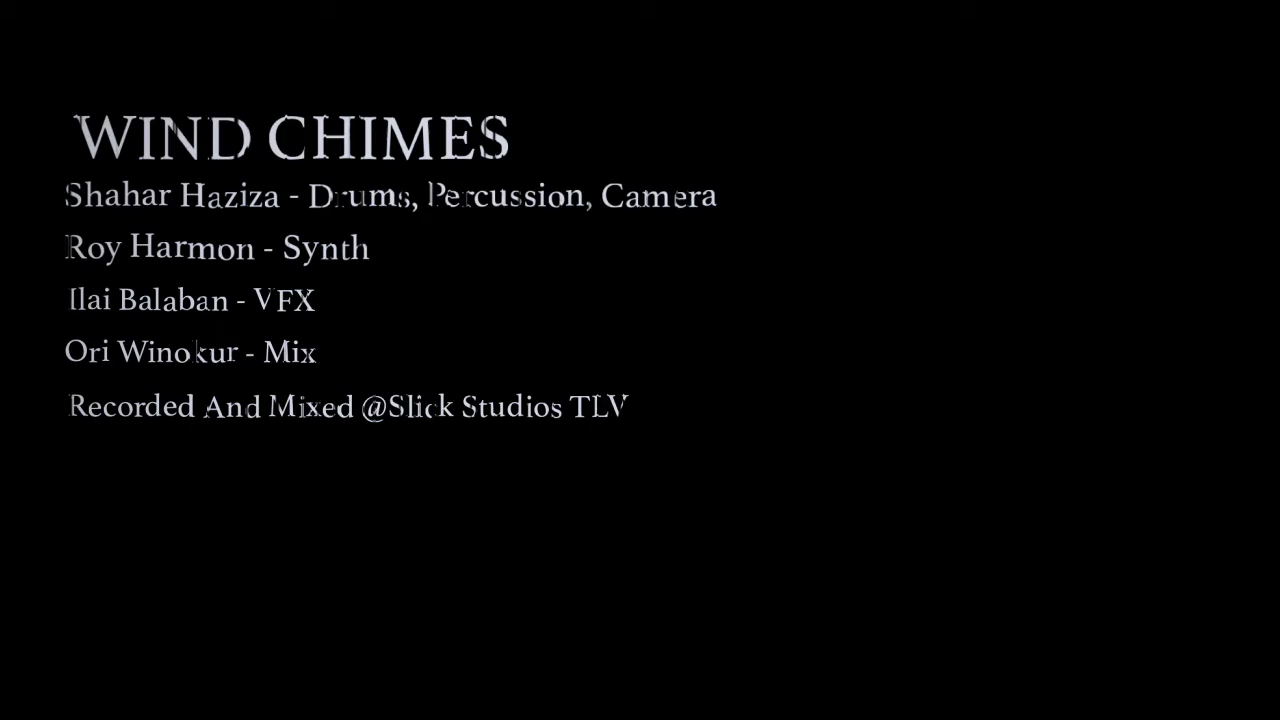 WIND CHIMES
Shahar Haziza - Drums, Percussion, Camera
Roy Harmon - Synth
Ilai Balaban - VFX
Ori Winokur - Mix
Recorded And Mixed @Slick Studios TLV